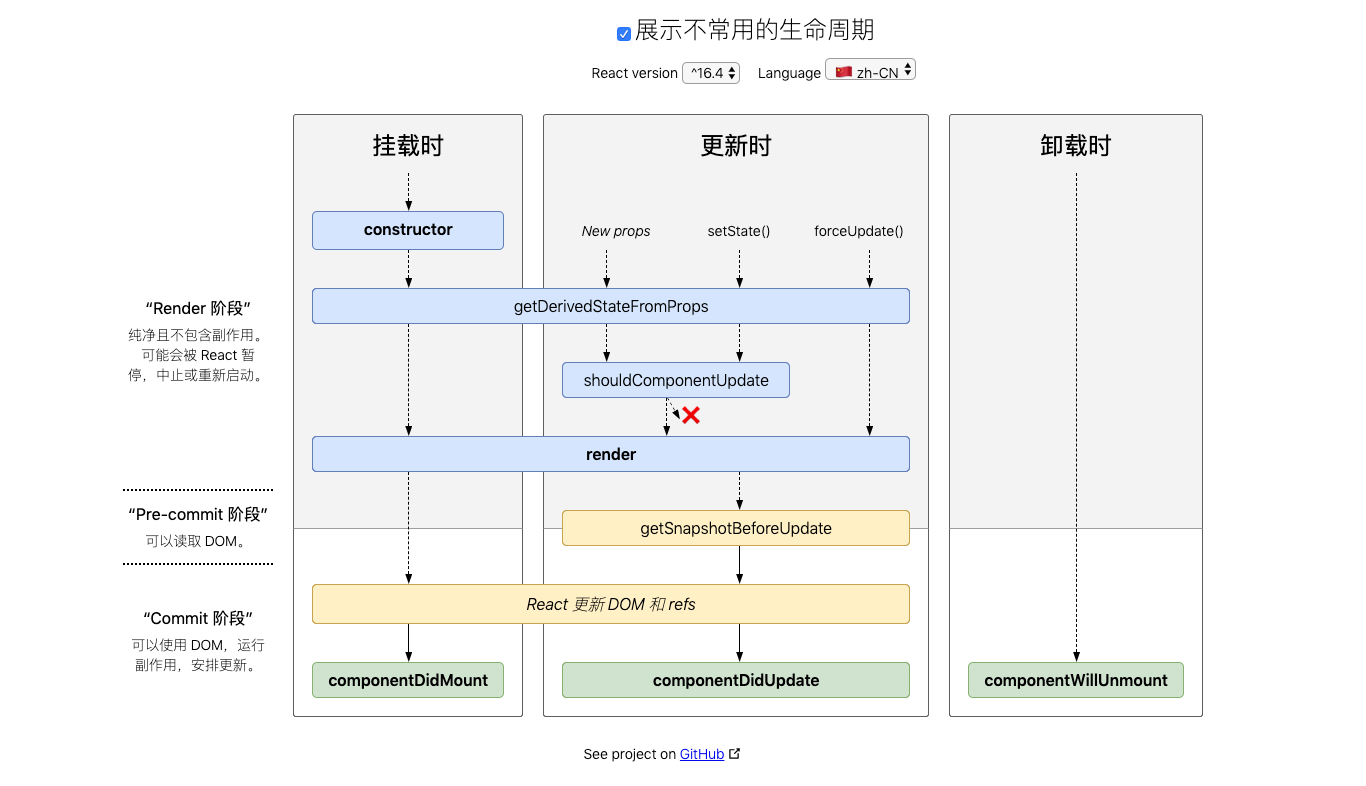 展示不常用的生命周期
React version ^16.4 Language 🇨🇳 zh-CN
挂载时
更新时
卸载时
constructor
New props
setState()
forceUpdate()
“Render 阶段”
纯净且不包含副作用。
可能会被 React 暂
停，中止或重新启动。
getDerivedStateFromProps
shouldComponentUpdate
render
“Pre-commit 阶段”
可以读取 DOM。
getSnapshotBeforeUpdate
“Commit 阶段”
可以使用 DOM，运行
副作用，安排更新。
React 更新 DOM 和 refs
componentDidMount
componentDidUpdate
componentWillUnmount
See project on GitHub